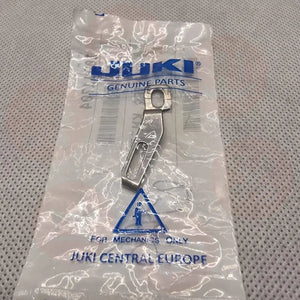 JUKI
GENUINE PARTS
FOR MECHANICS ONLY
JUKI CENTRAL EUROPE